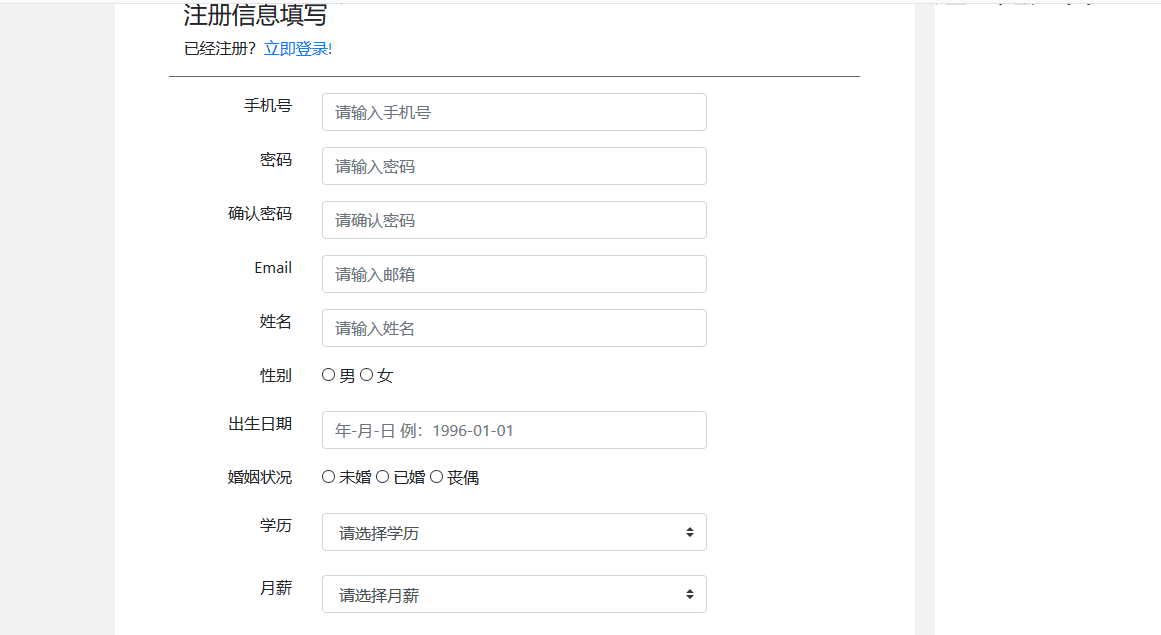 注册信息填写
已经注册？立即登录!
手机号 请输入手机号
密码 请输入密码
确认密码 请确认密码
Email 请输入邮箱
姓名 请输入姓名
性别 男 女
出生日期 年-月-日 例：1996-01-01
婚姻状况 未婚 已婚 丧偶
学历 请选择学历
月薪 请选择月薪